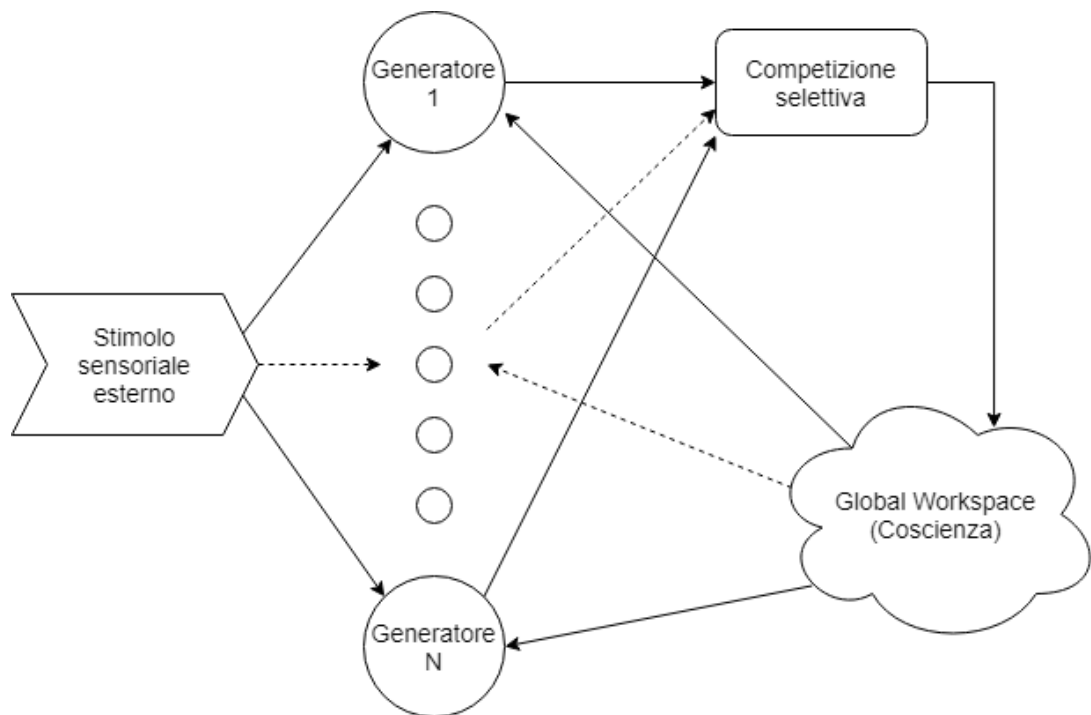 Generatore
1
Competizione
selettiva
Stimolo
sensoriale
esterno
Global Workspace
(Coscienza)
Generatore
N